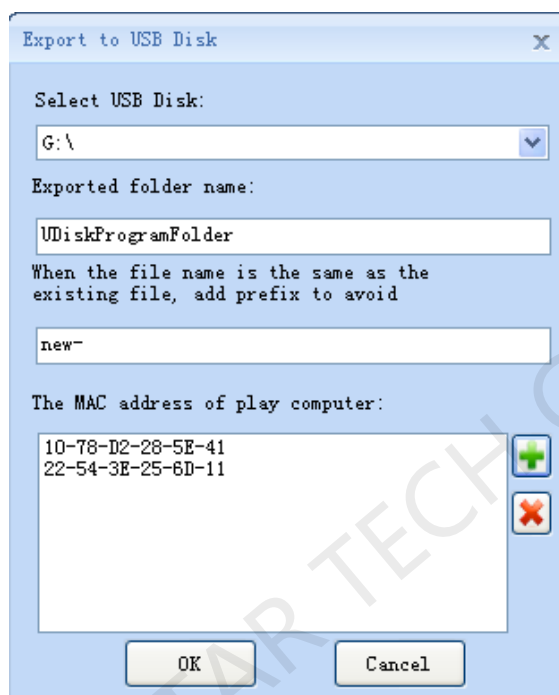 Export to USB Disk
Select USB Disk:
G:\
Exported folder name:
UDiskProgramFolder
When the file name is the same as the
existing file, add prefix to avoid
new-
The MAC address of play computer:
10-78-D2-28-5E-41
22-54-3E-25-6D-11
TAR TECH
OK
Cancel